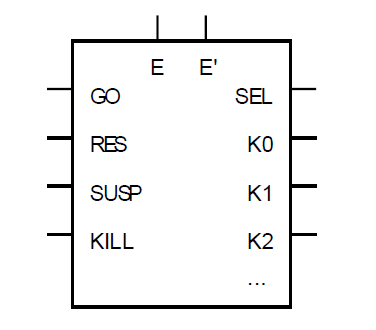 E E'
GO SEL
RES K0
SUSP K1
KILL K2
...